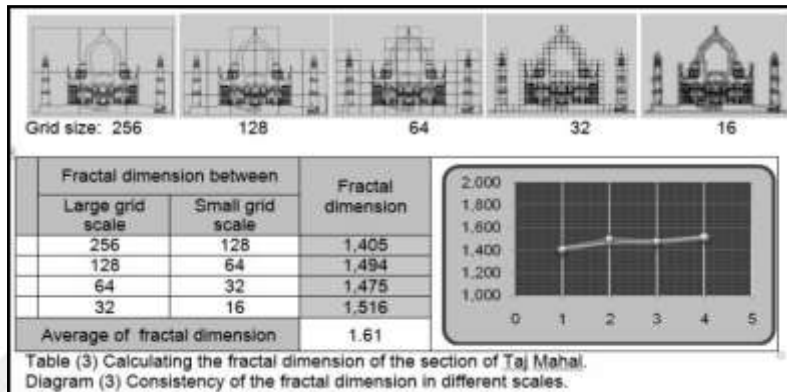 Grid size: 256 128 64 32 16
Fractal dimension between Fractal dimension
Large grid scale Small grid scale
256 128 1,405
128 64 1,494
64 32 1,475
32 16 1,516
Average of fractal dimension 1.61
2,000
1,800
1,600
1,400
1,200
1,000
0 1 2 3 4 5
Table (3) Calculating the fractal dimension of the section of Taj Mahal.
Diagram (3) Consistency of the fractal dimension in different scales.